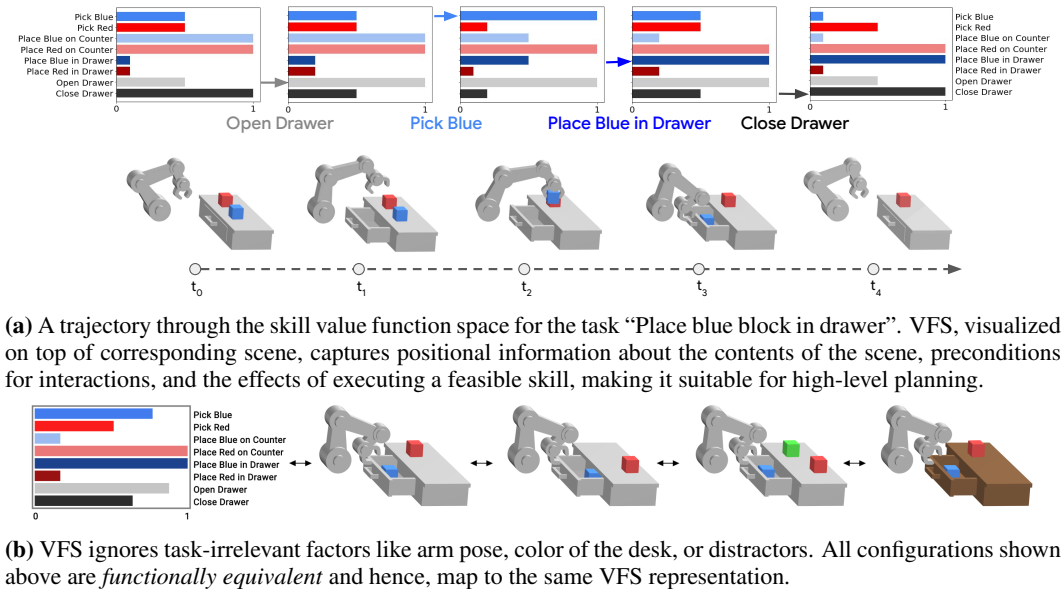 Pick Blue
Pick Red
Place Blue on Counter
Place Red on Counter
Place Blue in Drawer
Place Red in Drawer
Open Drawer
Close Drawer
0 1 0 1 0 1 0 1 0 1
Pick Blue
Pick Red
Place Blue on Counter
Place Red on Counter
Place Blue in Drawer
Place Red in Drawer
Open Drawer
Close Drawer
Open Drawer Pick Blue Place Blue in Drawer Close Drawer
t0 t1 t2 t3 t4
(a) A trajectory through the skill value function space for the task “Place blue block in drawer”. VFS, visualized
on top of corresponding scene, captures positional information about the contents of the scene, preconditions
for interactions, and the effects of executing a feasible skill, making it suitable for high-level planning.
Pick Blue
Pick Red
Place Blue on Counter
Place Red on Counter
Place Blue in Drawer
Place Red in Drawer
Open Drawer
Close Drawer
0 1
(b) VFS ignores task-irrelevant factors like arm pose, color of the desk, or distractors. All configurations shown
above are functionally equivalent and hence, map to the same VFS representation.